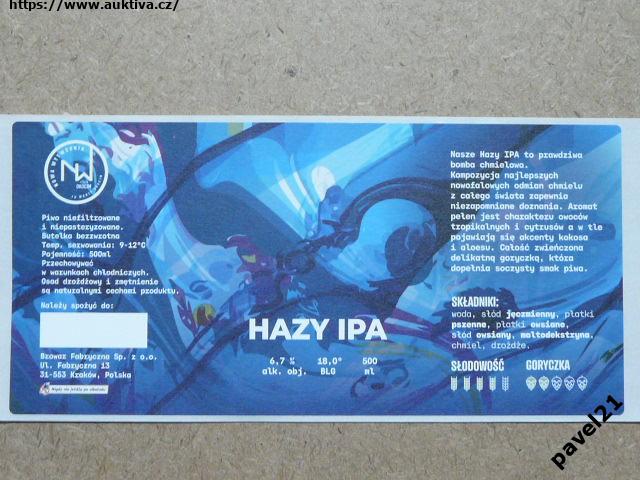 https://www.auktiva.cz/
NW
Piwo niefiltrowane
i niepasteryzowane.
Butelka bezzwrotna
Temp. serwowania: 9-12°C
Pojemność: 500ml
Przechowywać
w warunkach chłodniczych.
Osad drożdżowy i zmętnienie
są naturalnymi cechami produktu.
Należy spożyć do:
Browar Fabryczna Sp. z o.o.
Ul. Fabryczna 13
31-553 Kraków, Polska
HAZY IPA
6,7 % 18,0° 500
alk. obj. BLG ml
Nasze Hazy IPA to prawdziwa
bomba chmielowa.
Kompozycja najlepszych
nowofalowych odmian chmielu
z całego świata zapewnia
niezapomniane doznania. Aromat
pełen jest charakteru owoców
tropikalnych i cytrusów a w tle
pojawiają się akcenty kokosa
i aloesu. Całość zwieńczona
delikatną goryczką, która
dopełnia soczysty smak piwa.
SKŁADNIKI:
woda, słód jęczmienny, płatki
pszenne, płatki owsiane,
słód owsiany, maltodekstryna,
chmiel, drożdże.
SŁODOWOŚĆ GORYCZKA
pavel21